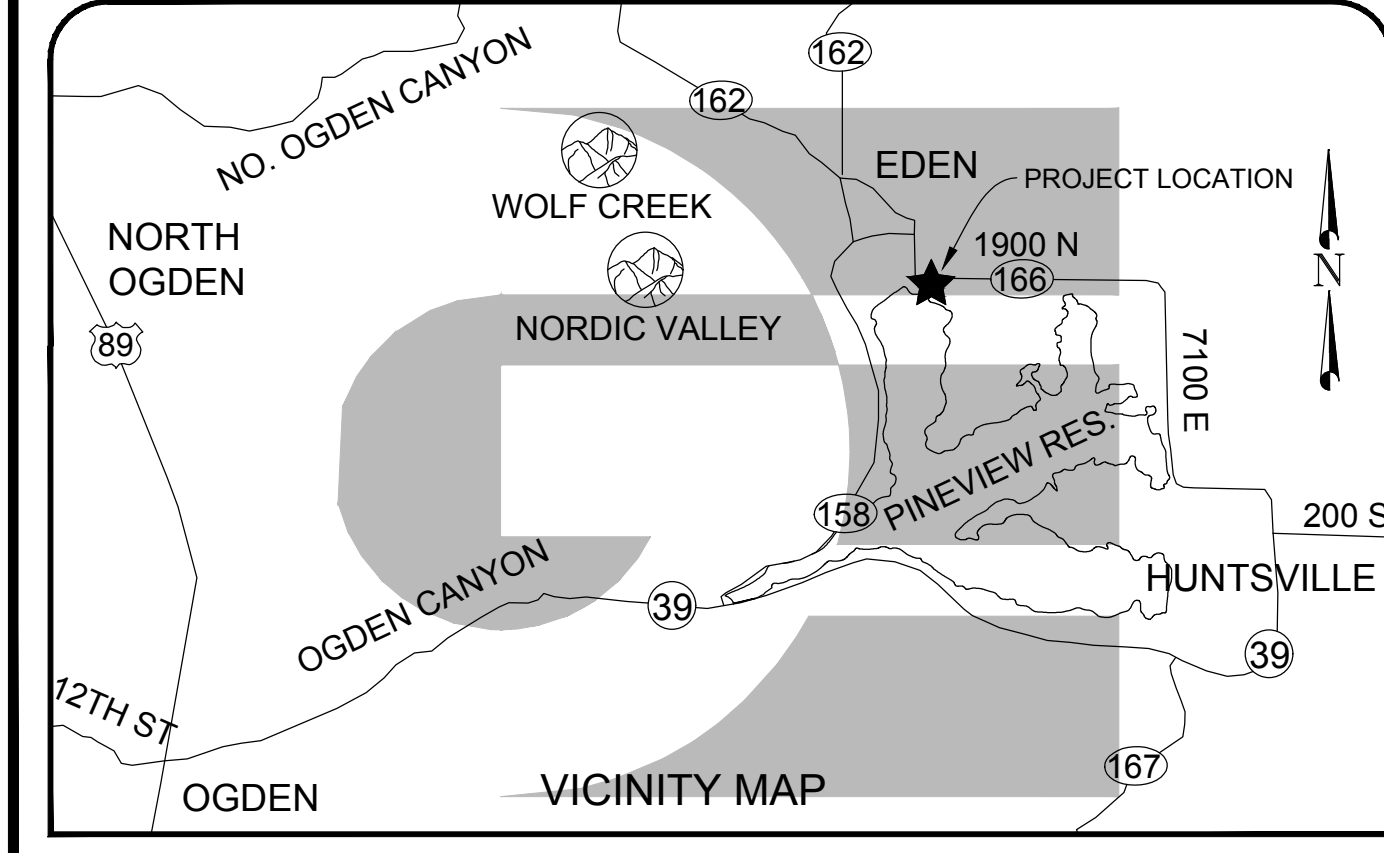 162
162
NO. OGDEN CANYON
EDEN
PROJECT LOCATION
WOLF CREEK
NORTH
OGDEN
1900 N
166
N
NORDIC VALLEY
89
7100 E
PINEVIEW RES.
158
200 S
OGDEN CANYON
HUNTSVILLE
39
39
12TH ST
167
OGDEN
VICINITY MAP